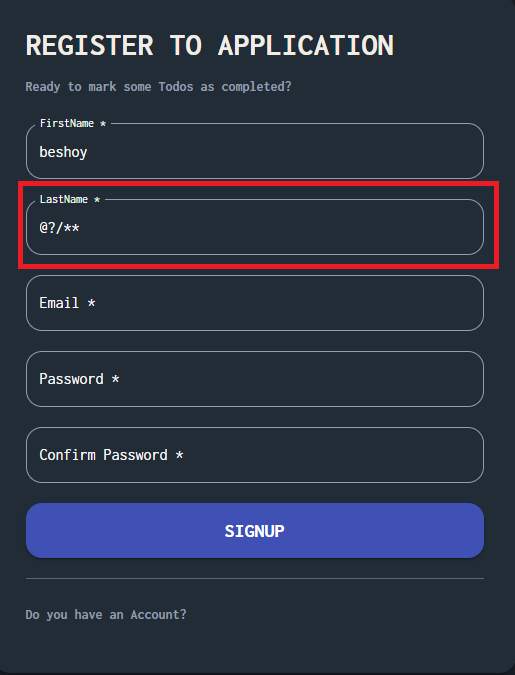 REGISTER TO APPLICATION
Ready to mark some Todos as completed?
FirstName *
beshoy
LastName *
@?/**
Email *
Password *
Confirm Password *
SIGNUP
Do you have an Account?